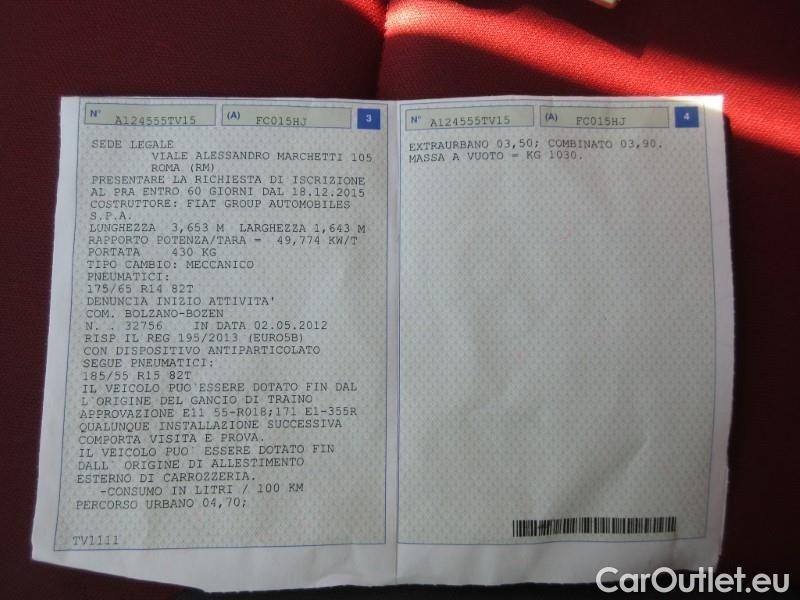 N° A124555TV15 (A) FC015HJ 3
SEDE LEGALE
VIALE ALESSANDRO MARCHETTI 105
ROMA (RM)
PRESENTARE LA RICHIESTA DI ISCRIZIONE
AL PRA ENTRO 60 GIORNI DAL 18.12.2015
COSTRUTTORE: FIAT GROUP AUTOMOBILES
S.P.A.
LUNGHEZZA 3,653 M LARGHEZZA 1,643 M
RAPPORTO POTENZA/TARA = 49,774 KW/T
PORTATA 430 KG
TIPO CAMBIO: MECCANICO
PNEUMATICI:
175/65 R14 82T
DENUNCIA INIZIO ATTIVITA'
COM. BOLZANO-BOZEN
N. . 32756 IN DATA 02.05.2012
RISP IL REG 195/2013 (EURO5B)
CON DISPOSITIVO ANTIPARTICOLATO
SEGUE PNEUMATICI:
185/55 R15 82T
IL VEICOLO PUO`ESSERE DOTATO FIN DAL
L`ORIGINE DEL GANCIO DI TRAINO
APPROVAZIONE E11 55-R018;171 E1-355R
QUALUNQUE INSTALLAZIONE SUCCESSIVA
COMPORTA VISITA E PROVA.
IL VEICOLO PUO` ESSERE DOTATO FIN
DALL` ORIGINE DI ALLESTIMENTO
ESTERNO DI CARROZZERIA.
-CONSUMO IN LITRI / 100 KM
PERCORSO URBANO 04,70;
TV1111
N° A124555TV15 (A) FC015HJ 4
EXTRAURBANO 03,50; COMBINATO 03,90.
MASSA A VUOTO = KG 1030.
CarOutlet.eu